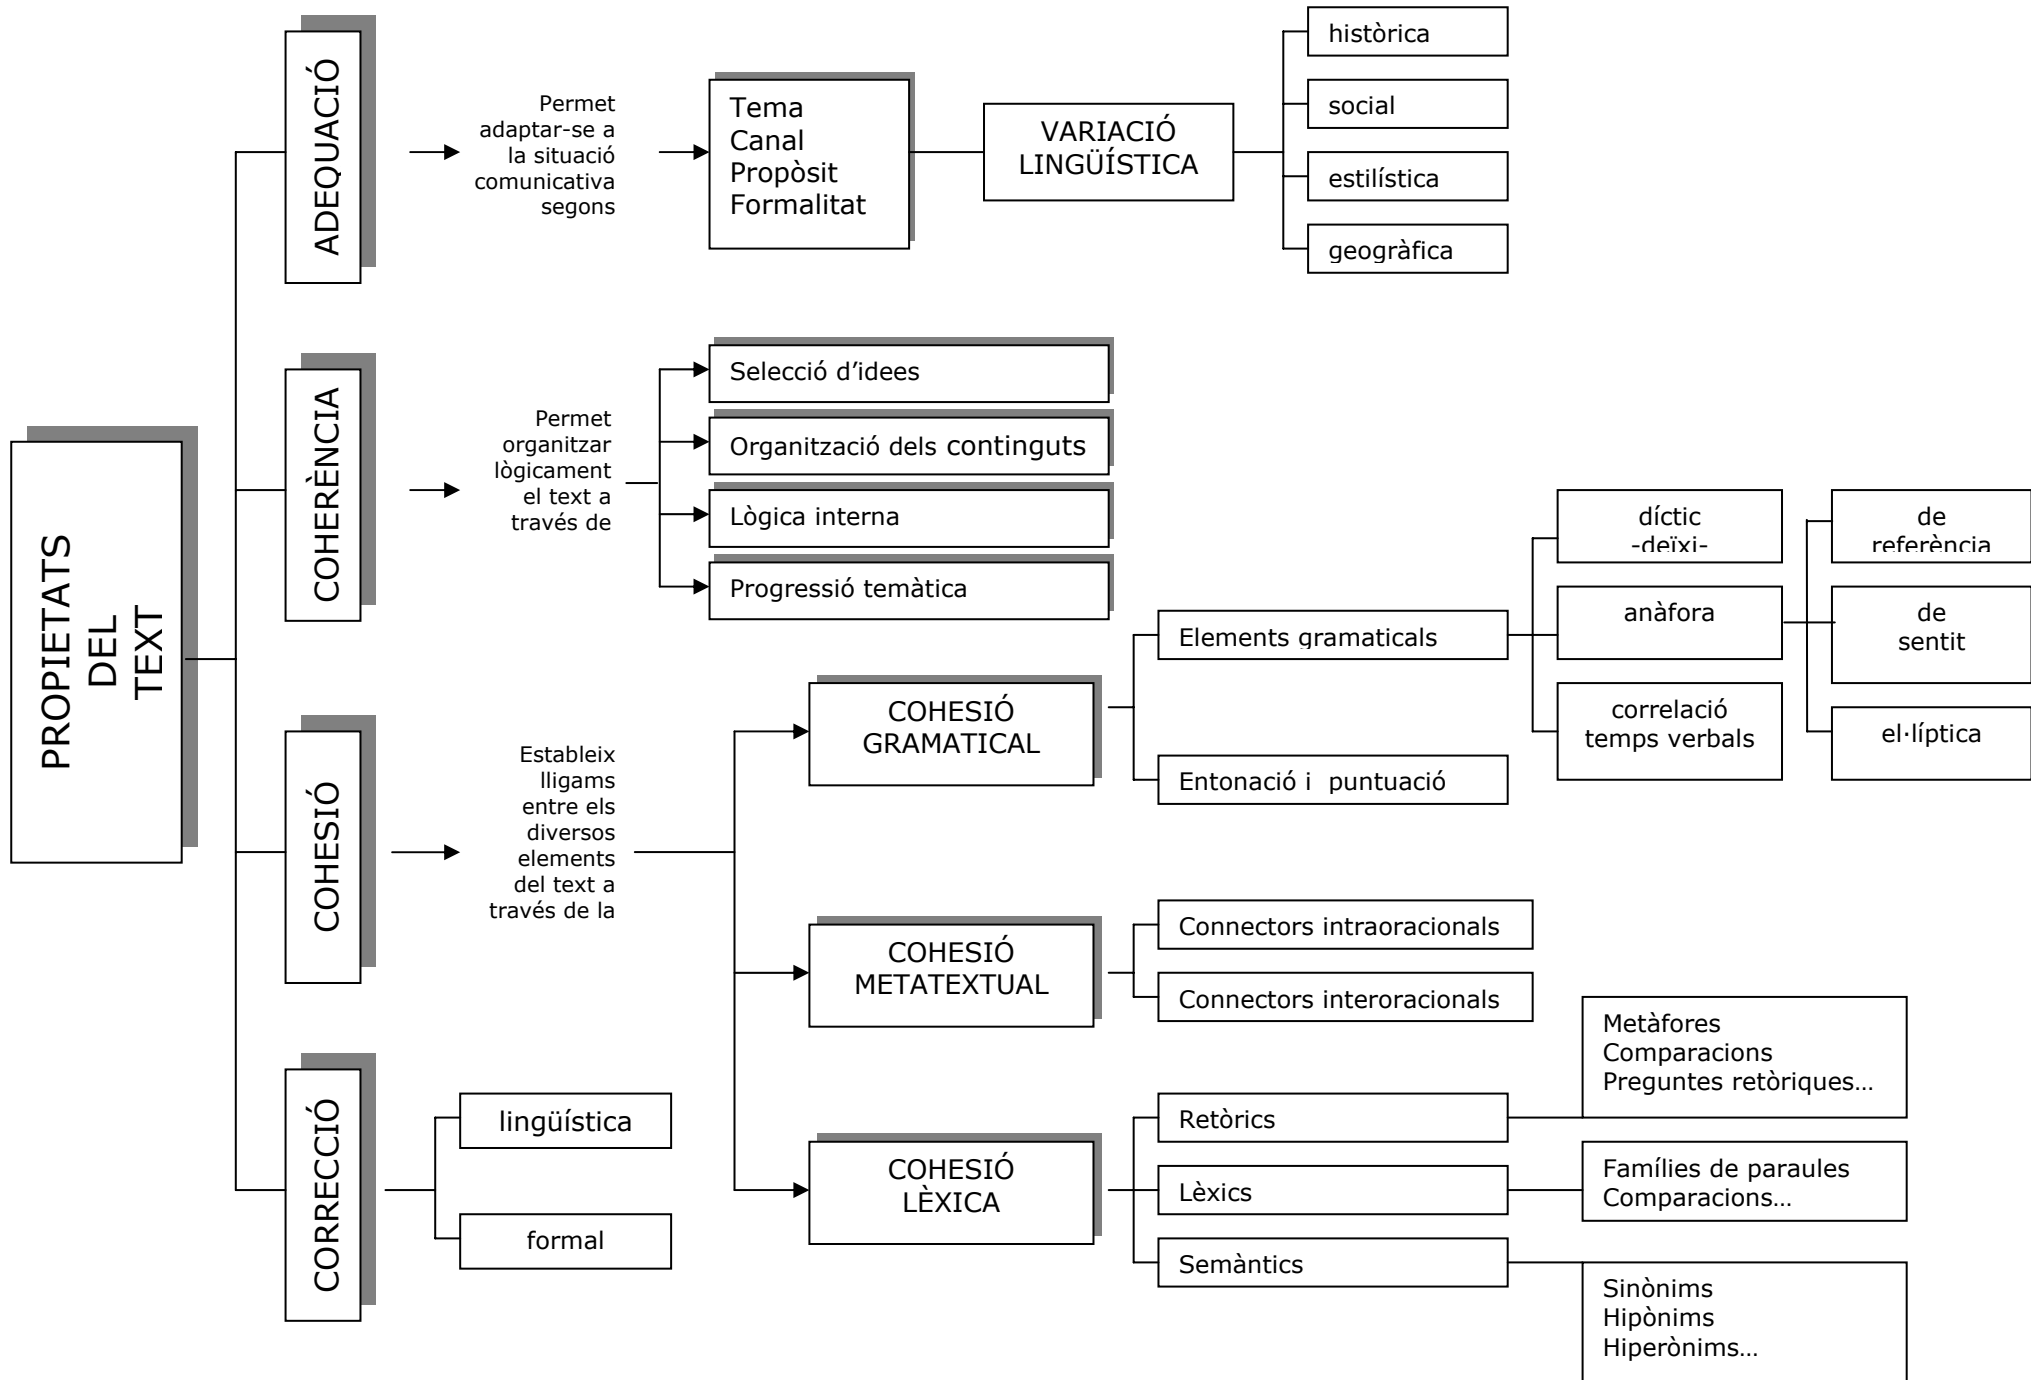 PROPIETATS
DEL
TEXT
ADEQUACIÓ
Permet
adaptar-se a
la situació
comunicativa
segons
Tema
Canal
Propòsit
Formalitat
VARIACIÓ
LINGÜÍSTICA
històrica
social
estilística
geogràfica
COHERÈNCIA
Permet
organitzar
lògicament
el text a
través de
Selecció d’idees
Organització dels continguts
Lògica interna
Progressió temàtica
COHESIÓ
Estableix
lligams
entre els
diversos
elements
del text a
través de la
COHESIÓ
GRAMATICAL
Elements gramaticals
díctic
-deïxi-
anàfora
de
referència
de
sentit
el·líptica
correlació
temps verbals
Entonació i  puntuació
COHESIÓ
METATEXTUAL
Connectors intraoracionals
Connectors interoracionals
COHESIÓ
LÈXICA
Retòrics
Metàfores
Comparacions
Preguntes retòriques…
Lèxics
Famílies de paraules
Comparacions…
Semàntics
Sinònims
Hipònims
Hiperònims…
CORRECCIÓ
lingüística
formal